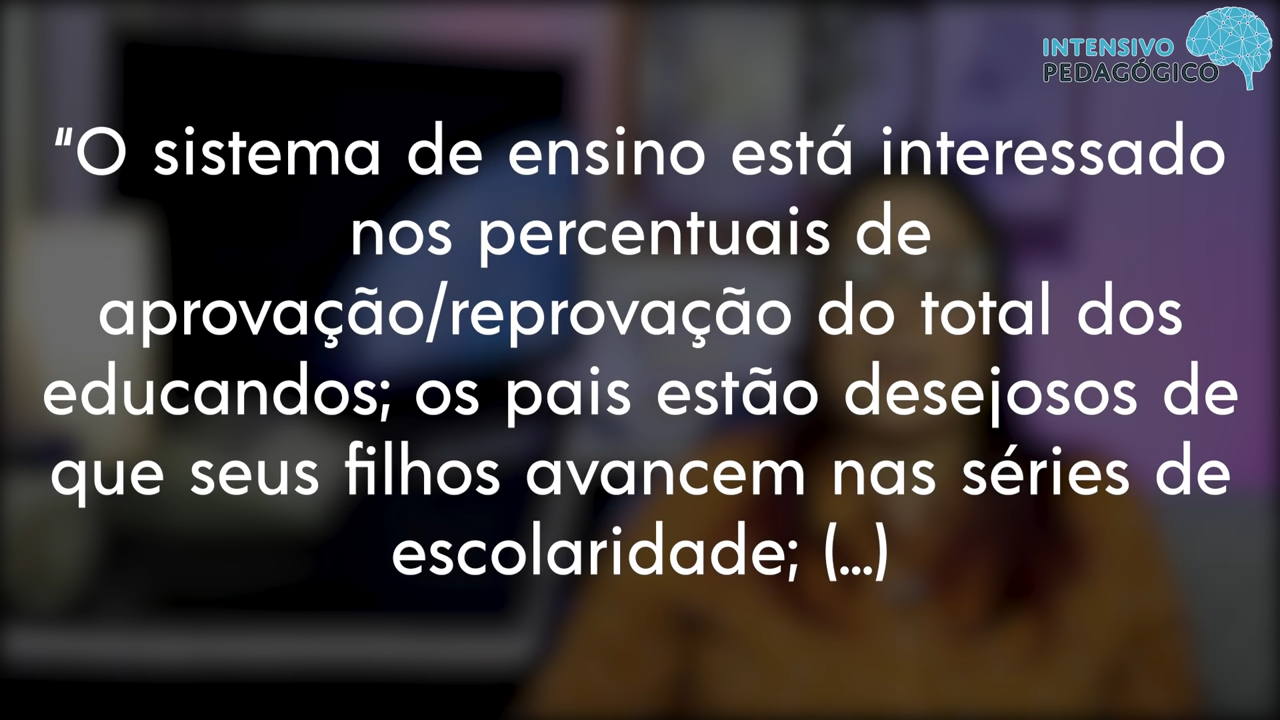 INTENSIVO
PEDAGÓGICO
"O sistema de ensino está interessado
nos percentuais de
aprovação/reprovação do total dos
educandos; os pais estão desejosos de
que seus filhos avancem nas séries de
escolaridade; (...)